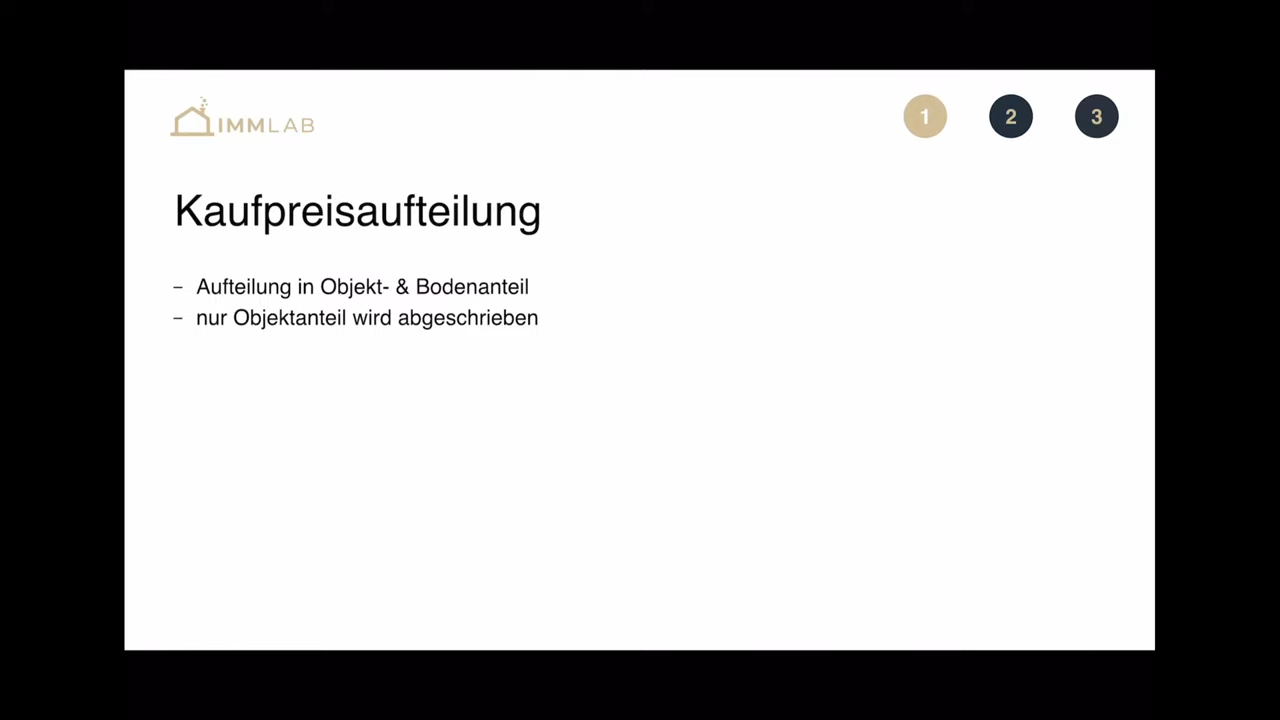 IMMLAB
1 2 3
Kaufpreisaufteilung
– Aufteilung in Objekt- & Bodenanteil
– nur Objektanteil wird abgeschrieben